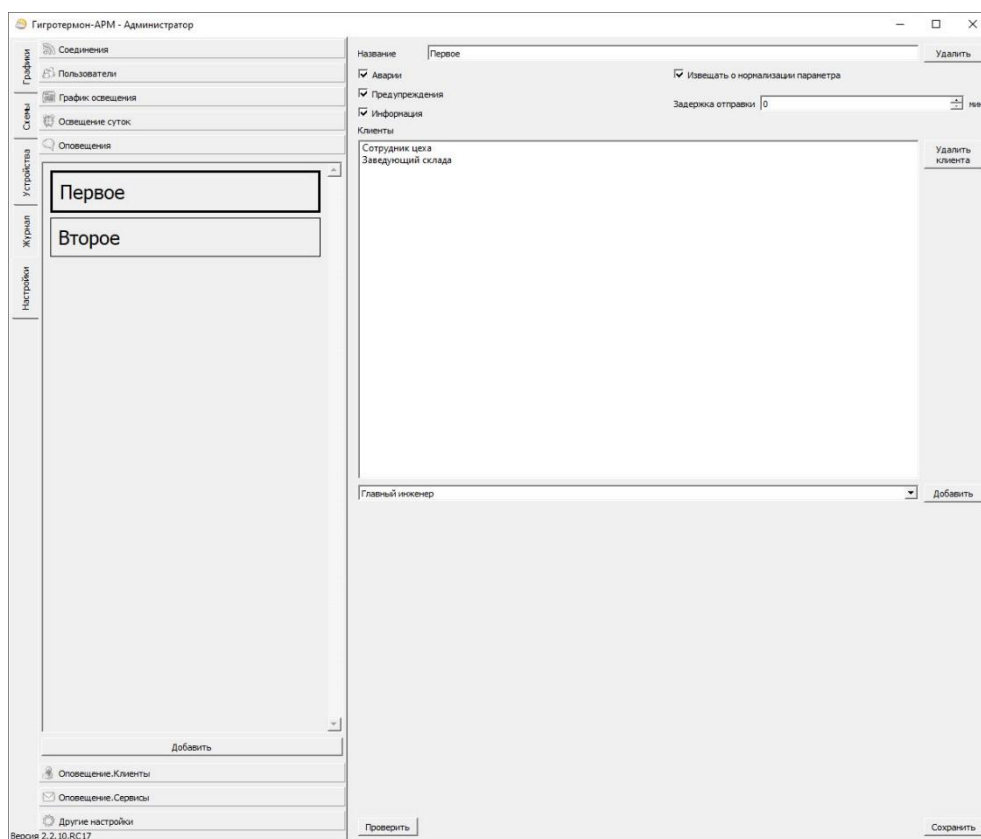 Гигротермон-АРМ - Администратор
Графики
Схемы
Устройства
Журнал
Настройки
Соединения
Пользователи
График освещения
Освещение суток
Оповещения
Первое
Второе
Добавить
Оповещение.Клиенты
Оповещение.Сервисы
Другие настройки
Версия 2.2.10.RC17
Название Первое Удалить
Аварии Извещать о нормализации параметра
Предупреждения
Задержка отправки 0 мин
Информация
Клиенты
Сотрудник цеха
Заведующий склада
Удалить
клиента
Главный инженер Добавить
Проверить Сохранить